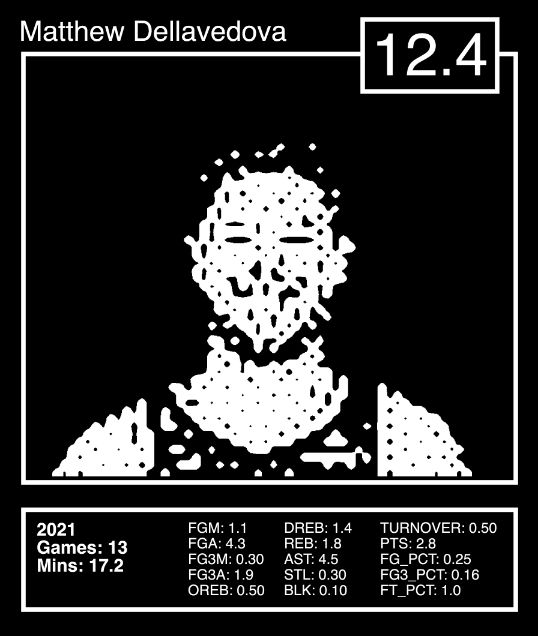 Matthew Dellavedova
12.4
2021
Games: 13
Mins: 17.2
FGM: 1.1
FGA: 4.3
FG3M: 0.30
FG3A: 1.9
OREB: 0.50
DREB: 1.4
REB: 1.8
AST: 4.5
STL: 0.30
BLK: 0.10
TURNOVER: 0.50
PTS: 2.8
FG_PCT: 0.25
FG3_PCT: 0.16
FT_PCT: 1.0